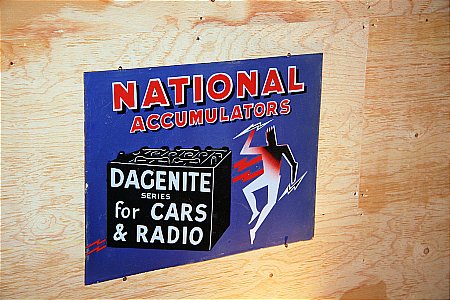 NATIONAL
ACCUMULATORS
DAGENITE
SERIES
for CARS
& RADIO